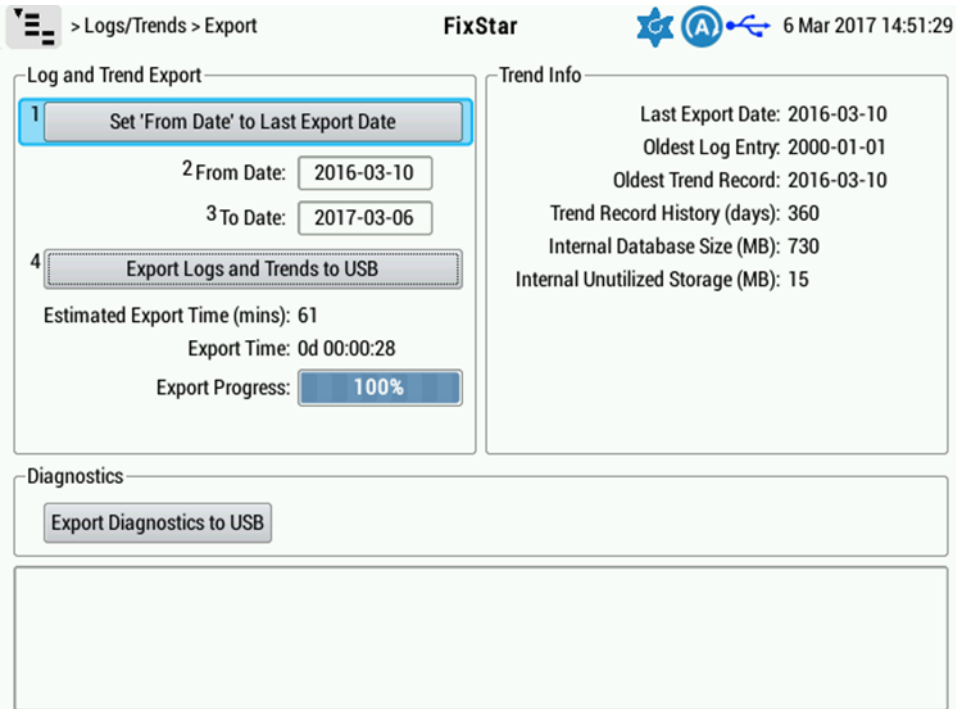 > Logs/Trends > Export FixStar A 6 Mar 2017 14:51:29
Log and Trend Export
1 Set 'From Date' to Last Export Date
2 From Date: 2016-03-10
3 To Date: 2017-03-06
4 Export Logs and Trends to USB
Estimated Export Time (mins): 61
Export Time: 0d 00:00:28
Export Progress: 100%
Trend Info
Last Export Date: 2016-03-10
Oldest Log Entry: 2000-01-01
Oldest Trend Record: 2016-03-10
Trend Record History (days): 360
Internal Database Size (MB): 730
Internal Unutilized Storage (MB): 15
Diagnostics
Export Diagnostics to USB